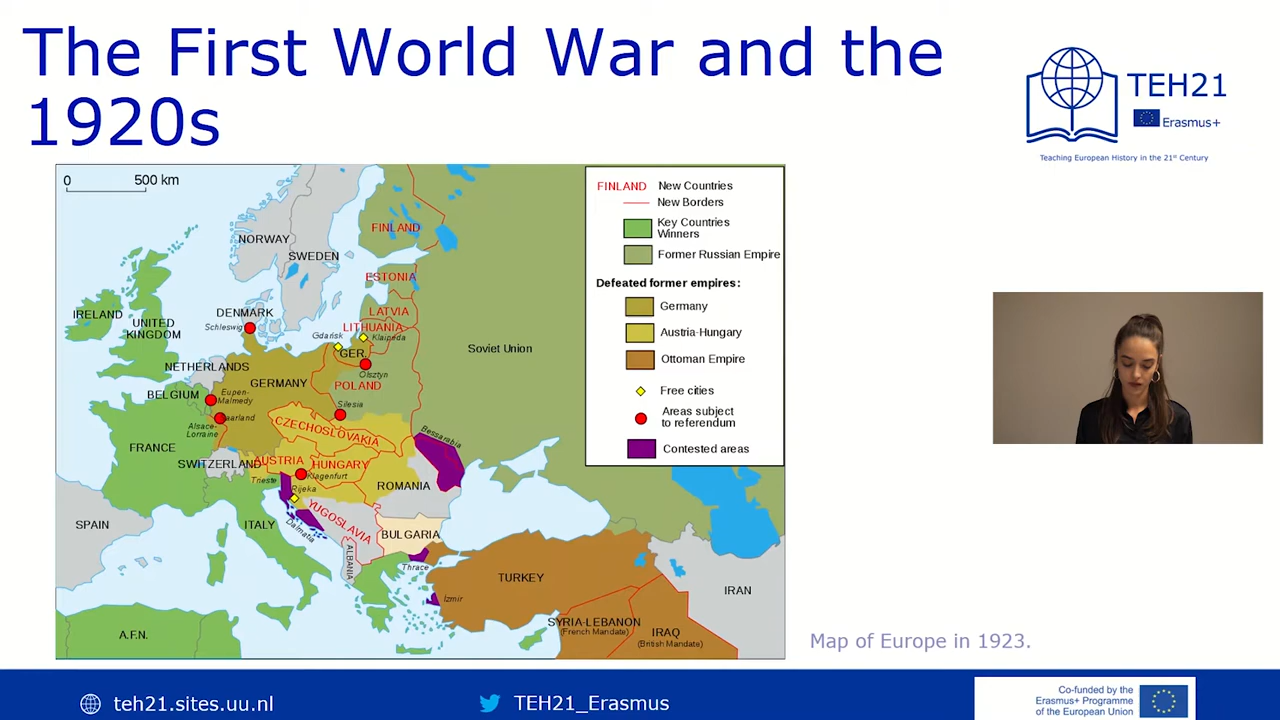 The First World War and the
1920s
TEH21
Erasmus+
Teaching European History in the 21st Century
0 500 km
FINLAND New Countries
New Borders
Key Countries
Winners
Former Russian Empire
Defeated former empires:
Germany
Austria-Hungary
Ottoman Empire
Free cities
Areas subject
to referendum
Contested areas
FINLAND
NORWAY
SWEDEN
ESTONIA
LATVIA
DENMARK
Schleswig
LITHUANIA
IRELAND
UNITED
KINGDOM
Gdańsk
Klaipeda
GER.
Soviet Union
NETHERLANDS
Olsztyn
GERMANY
POLAND
BELGIUM
Eupen-
Malmedy
Silesia
Saarland
Alsace-
Lorraine
CZECHOSLOVAKIA
Bessarabia
FRANCE
SWITZERLAND
AUSTRIA
HUNGARY
Klagenfurt
Trieste
Rijeka
ROMANIA
SPAIN
ITALY
Dalmatia
YUGOSLAVIA
BULGARIA
ALBANIA
Thrace
TURKEY
IRAN
İzmir
SYRIA-LEBANON
(French Mandate)
IRAQ
(British Mandate)
A.F.N.
Map of Europe in 1923.
teh21.sites.uu.nl
TEH21_Erasmus
Co-funded by the
Erasmus+ Programme
of the European Union